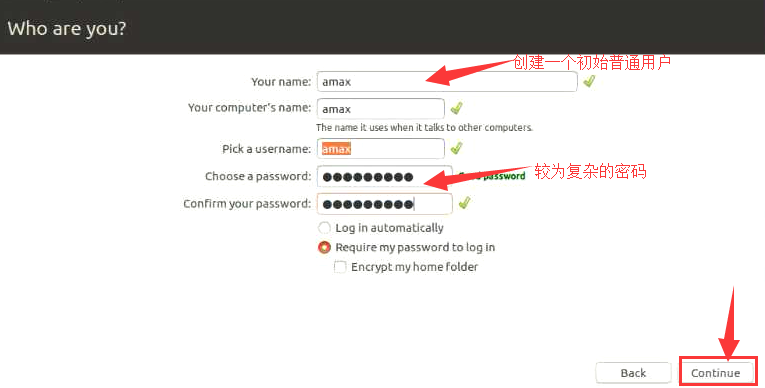 Who are you?
创建一个初始普通用户
Your name: amax
Your computer's name: amax
The name it uses when it talks to other computers.
Pick a username: amax
Choose a password: password
较为复杂的密码
Confirm your password:
Log in automatically
Require my password to log in
Encrypt my home folder
Back Continue